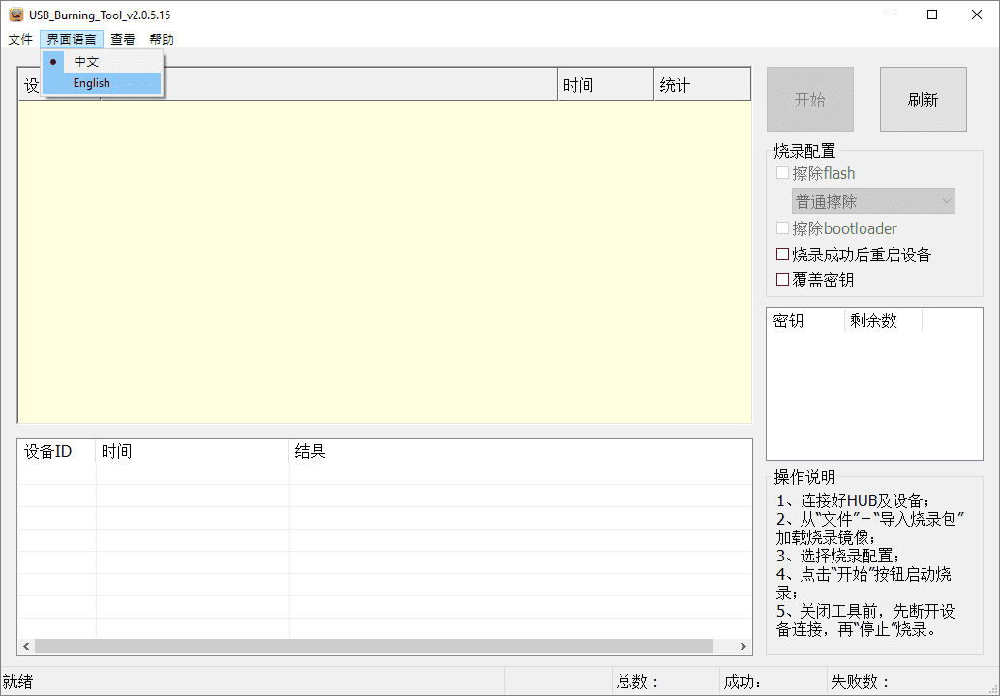 USB_Burning_Tool_v2.0.5.15
文件 界面语言 查看 帮助
中文
English
设 时间 统计
开始 刷新
烧录配置
擦除flash
普通擦除
擦除bootloader
烧录成功后重启设备
覆盖密钥
密钥 剩余数
设备ID 时间 结果
操作说明
1、连接好HUB及设备；
2、从“文件”－“导入烧录包”
加载烧录镜像；
3、选择烧录配置；
4、点击“开始”按钮启动烧
录；
5、关闭工具前，先断开设
备连接，再“停止”烧录。
就绪 总数： 成功： 失败数：